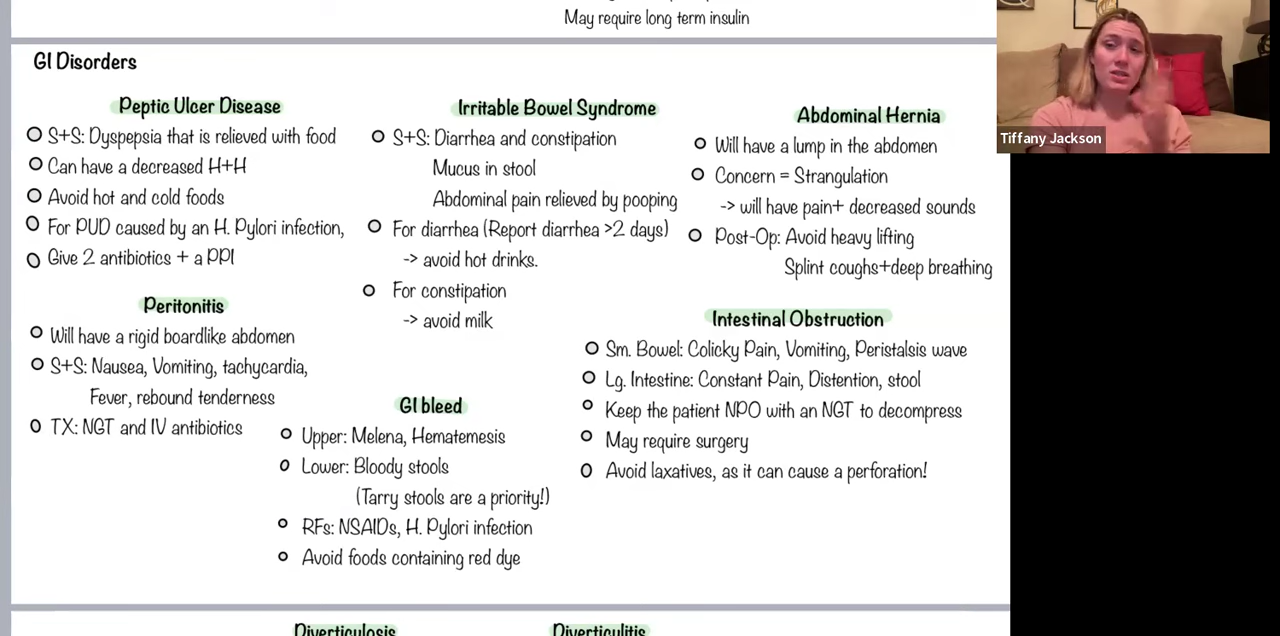 May require long term insulin
GI Disorders
Peptic Ulcer Disease
S+S: Dyspepsia that is relieved with food
Can have a decreased H+H
Avoid hot and cold foods
For PUD caused by an H. Pylori infection,
Give 2 antibiotics + a PPI
Peritonitis
Will have a rigid boardlike abdomen
S+S: Nausea, Vomiting, tachycardia,
Fever, rebound tenderness
TX: NGT and IV antibiotics
Irritable Bowel Syndrome
S+S: Diarrhea and constipation
Mucus in stool
Abdominal pain relieved by pooping
For diarrhea (Report diarrhea >2 days)
-> avoid hot drinks.
For constipation
-> avoid milk
GI bleed
Upper: Melena, Hematemesis
Lower: Bloody stools
(Tarry stools are a priority!)
RFs: NSAIDs, H. Pylori infection
Avoid foods containing red dye
Abdominal Hernia
Will have a lump in the abdomen
Concern = Strangulation
-> will have pain+ decreased sounds
Post-Op: Avoid heavy lifting
Splint coughs+deep breathing
Intestinal Obstruction
Sm. Bowel: Colicky Pain, Vomiting, Peristalsis wave
Lg. Intestine: Constant Pain, Distention, stool
Keep the patient NPO with an NGT to decompress
May require surgery
Avoid laxatives, as it can cause a perforation!
Diverticulosis
Diverticulitis
Tiffany Jackson